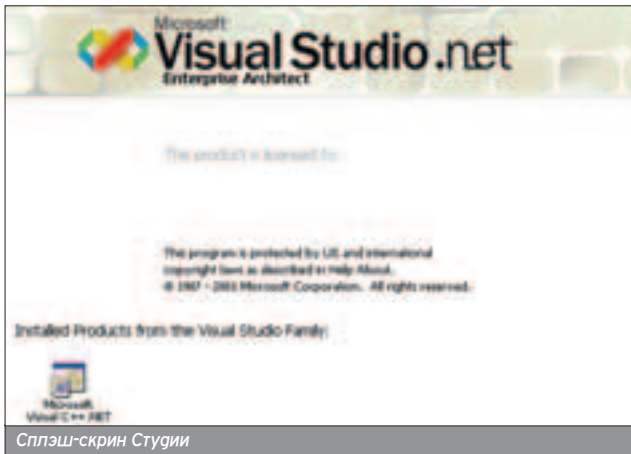 Microsoft
Visual Studio .net
Enterprise Architect
The product is licensed to:
This program is protected by US and international
copyright laws as described in Help About.
© 1987 - 2001 Microsoft Corporation. All rights reserved.
Installed Products from the Visual Studio Family:
Microsoft
Visual C++ .NET
Сплэш-скрин Студии